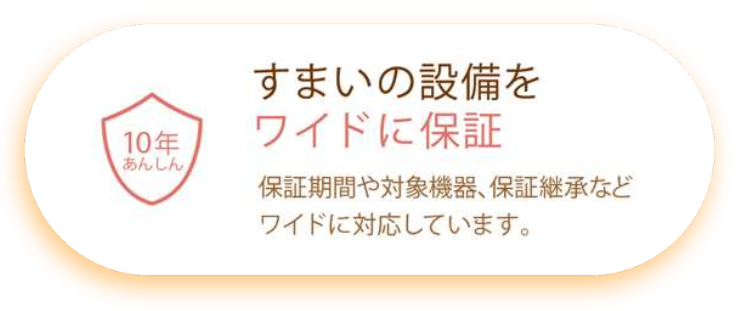 10年
あんしん
すまいの設備を
ワイドに保証
保証期間や対象機器、保証継承など
ワイドに対応しています。